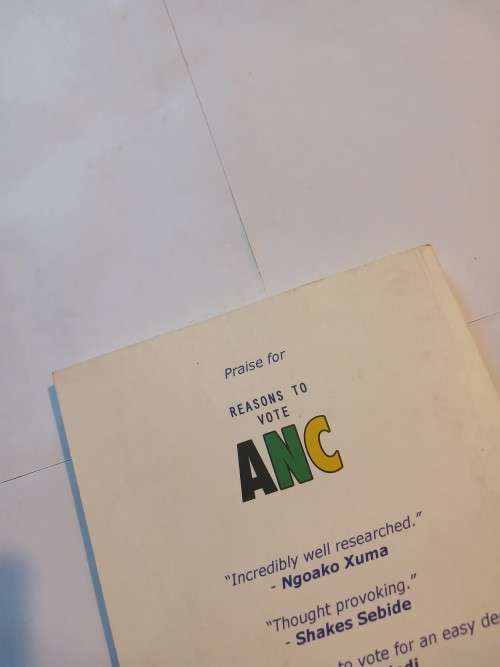 Praise for
REASONS TO
VOTE
ANC
"Incredibly well researched."
- Ngoako Xuma
"Thought provoking."
- Shakes Sebide
to vote for an easy